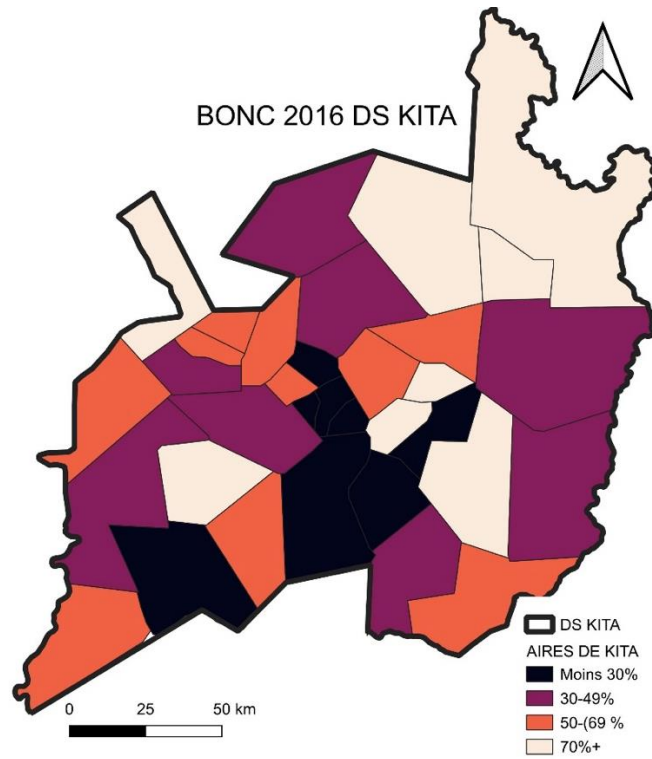 BONC 2016 DS KITA
DS KITA
AIRES DE KITA
Moins 30%
30-49%
50-(69 %
70%+
0 25 50 km